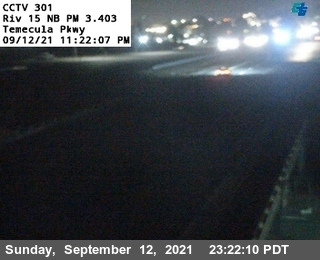 CCTV 301
Riv 15 NB PM 3.403
Temecula Pkwy
09/12/21 11:22:07 PM
Sunday, September 12, 2021 23:22:10 PDT